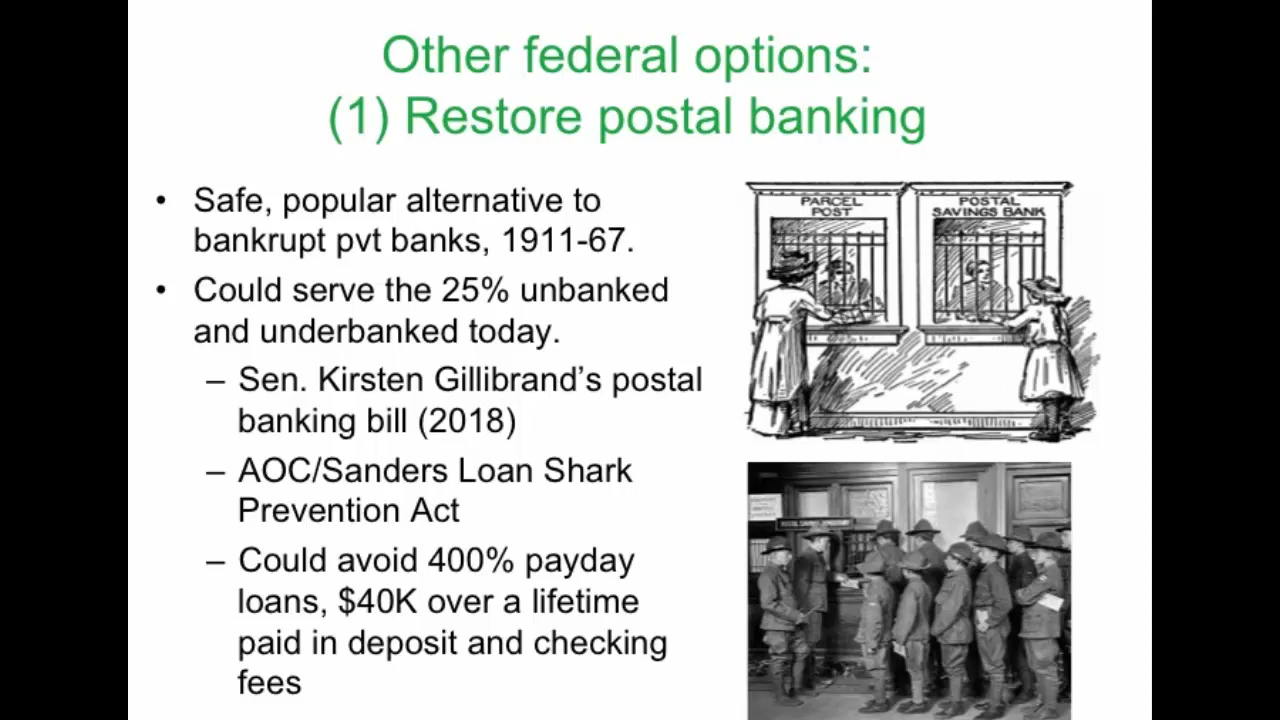 Other federal options:
(1) Restore postal banking
• Safe, popular alternative to
bankrupt pvt banks, 1911-67.
• Could serve the 25% unbanked
and underbanked today.
– Sen. Kirsten Gillibrand’s postal
banking bill (2018)
– AOC/Sanders Loan Shark
Prevention Act
– Could avoid 400% payday
loans, $40K over a lifetime
paid in deposit and checking
fees
PARCEL
POST
POSTAL
SAVINGS BANK